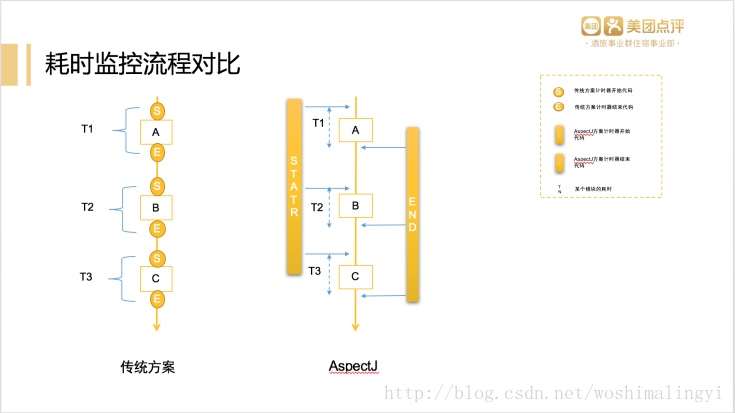 美团
美团点评
·酒旅事业群住宿事业部·
耗时监控流程对比
S
A
E
T1
S
B
E
T2
S
C
E
T3
传统方案
S
T
A
T
R
T1
A
T2
B
T3
C
E
N
D
AspectJ
S
传统方案计时器开始代码
E
传统方案计时器结束代码
AspectJ方案计时器开始
代码
AspectJ方案计时器结束
代码
T
N
某个模块的耗时
http://blog.csdn.net/woshimalingyi